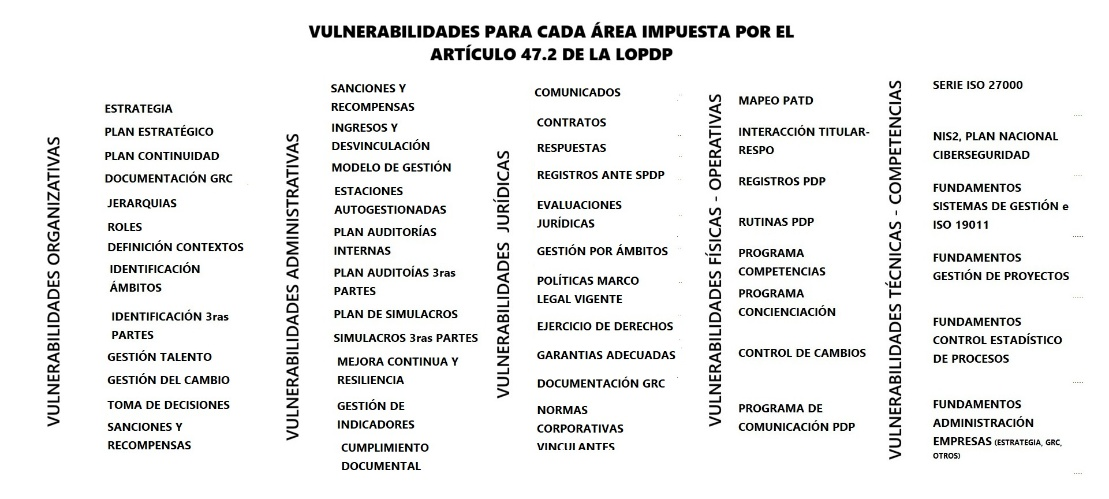 VULNERABILIDADES PARA CADA ÁREA IMPUESTA POR EL
ARTÍCULO 47.2 DE LA LOPDP
VULNERABILIDADES ORGANIZATIVAS
ESTRATEGIA
PLAN ESTRATÉGICO
PLAN CONTINUIDAD
DOCUMENTACIÓN GRC
JERARQUIAS
ROLES
DEFINICIÓN CONTEXTOS
IDENTIFICACIÓN
ÁMBITOS
IDENTIFICACIÓN 3ras
PARTES
GESTIÓN TALENTO
GESTIÓN DEL CAMBIO
TOMA DE DECISIONES
SANCIONES Y
RECOMPENSAS
VULNERABILIDADES ADMINISTRATIVAS
SANCIONES Y
RECOMPENSAS
INGRESOS Y
DESVINCULACIÓN
MODELO DE GESTIÓN
ESTACIONES
AUTOGESTIONADAS
PLAN AUDITORÍAS
INTERNAS
PLAN AUDITOÍAS 3ras
PARTES
PLAN DE SIMULACROS
SIMULACROS 3ras PARTES
MEJORA CONTINUA Y
RESILIENCIA
GESTIÓN DE
INDICADORES
CUMPLIMIENTO
DOCUMENTAL
VULNERABILIDADES JURÍDICAS
COMUNICADOS
CONTRATOS
RESPUESTAS
REGISTROS ANTE SPDP
EVALUACIONES
JURÍDICAS
GESTIÓN POR ÁMBITOS
POLÍTICAS MARCO
LEGAL VIGENTE
EJERCICIO DE DERECHOS
GARANTIAS ADECUADAS
DOCUMENTACIÓN GRC
NORMAS
CORPORATIVAS
VINCULANTES
VULNERABILIDADES FÍSICAS - OPERATIVAS
MAPEO PATD
INTERACCIÓN TITULAR-
RESPO
REGISTROS PDP
RUTINAS PDP
PROGRAMA
COMPETENCIAS
PROGRAMA
CONCIENCIACIÓN
CONTROL DE CAMBIOS
PROGRAMA DE
COMUNICACIÓN PDP
VULNERABILIDADES TÉCNICAS - COMPETENCIAS
SERIE ISO 27000
NIS2, PLAN NACIONAL
CIBERSEGURIDAD
FUNDAMENTOS
SISTEMAS DE GESTIÓN e
ISO 19011
FUNDAMENTOS
GESTIÓN DE PROYECTOS
FUNDAMENTOS
CONTROL ESTADÍSTICO
DE PROCESOS
FUNDAMENTOS
ADMINISTRACIÓN
EMPRESAS (ESTRATEGIA, GRC,
OTROS)